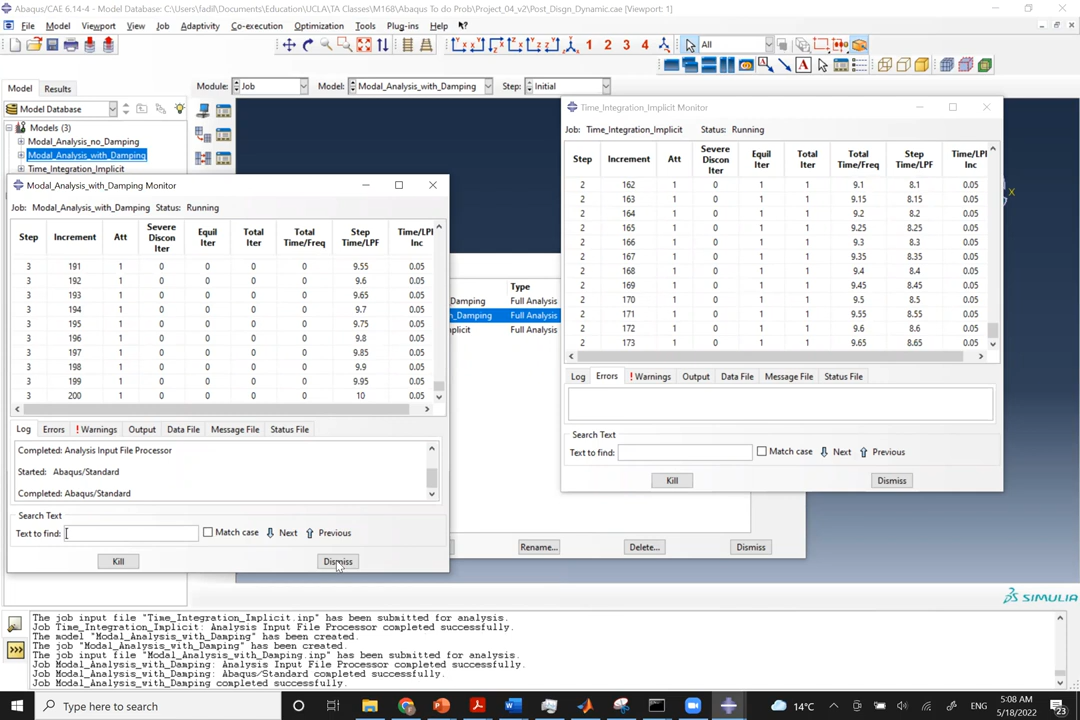 Abaqus/CAE 6.14-4 - Model Database: C:\Users\fadil\Documents\Education\UCLA\TA Classes\M168\Abaqus To do Prob\Project_04_v2\Post_Disgn_Dynamic.cae [Viewport: 1]
File Model Viewport View Job Adaptivity Co-execution Optimization Tools Plug-ins Help
All
1 2 3 4
Model Results
Module: Job Model: Modal_Analysis_with_Damping Step: Initial
Model Database
Models (3)
Modal_Analysis_no_Damping
Modal_Analysis_with_Damping
Time_Integration_Implicit
Time_Integration_Implicit Monitor
Job: Time_Integration_Implicit Status: Running
Step Increment Att Severe Discon Iter Equil Iter Total Iter Total Time/Freq Step Time/LPF Time/LPI Inc
2 162 1 0 1 1 9.1 8.1 0.05
2 163 1 0 1 1 9.15 8.15 0.05
2 164 1 0 1 1 9.2 8.2 0.05
2 165 1 0 1 1 9.25 8.25 0.05
2 166 1 0 1 1 9.3 8.3 0.05
2 167 1 0 1 1 9.35 8.35 0.05
2 168 1 0 1 1 9.4 8.4 0.05
2 169 1 0 1 1 9.45 8.45 0.05
2 170 1 0 1 1 9.5 8.5 0.05
2 171 1 0 1 1 9.55 8.55 0.05
2 172 1 0 1 1 9.6 8.6 0.05
2 173 1 0 1 1 9.65 8.65 0.05
Log Errors ! Warnings Output Data File Message File Status File
Search Text
Text to find: Match case Next Previous
Kill Dismiss
X
Modal_Analysis_with_Damping Monitor
Job: Modal_Analysis_with_Damping Status: Running
Step Increment Att Severe Discon Iter Equil Iter Total Iter Total Time/Freq Step Time/LPF Time/LPI Inc
3 191 1 0 0 0 0 9.55 0.05
3 192 1 0 0 0 0 9.6 0.05
3 193 1 0 0 0 0 9.65 0.05
3 194 1 0 0 0 0 9.7 0.05
3 195 1 0 0 0 0 9.75 0.05
3 196 1 0 0 0 0 9.8 0.05
3 197 1 0 0 0 0 9.85 0.05
3 198 1 0 0 0 0 9.9 0.05
3 199 1 0 0 0 0 9.95 0.05
3 200 1 0 0 0 0 10 0.05
Log Errors ! Warnings Output Data File Message File Status File
Completed: Analysis Input File Processor
Started: Abaqus/Standard
Completed: Abaqus/Standard
Search Text
Text to find: Match case Next Previous
Kill Dismiss
Type
Damping Full Analysis
h_Damping Full Analysis
plicit Full Analysis
Rename... Delete... Dismiss
SIMULIA
The job input file "Time_Integration_Implicit.inp" has been submitted for analysis.
Job Time_Integration_Implicit: Analysis Input File Processor completed successfully.
The model "Modal_Analysis_with_Damping" has been created.
The job "Modal_Analysis_with_Damping" has been created.
The job input file "Modal_Analysis_with_Damping.inp" has been submitted for analysis.
Job Modal_Analysis_with_Damping: Analysis Input File Processor completed successfully.
Job Modal_Analysis_with_Damping: Abaqus/Standard completed successfully.
Job Modal_Analysis_with_Damping completed successfully.
Type here to search
14°C
5:08 AM
5/18/2022
23